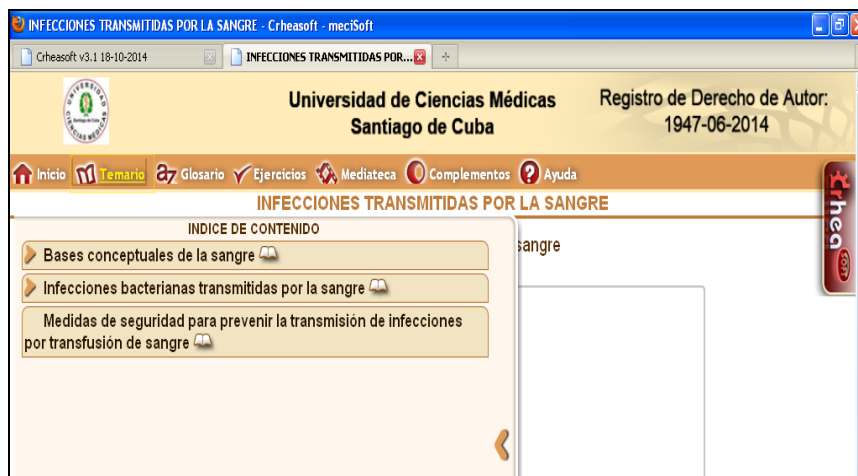 INFECCIONES TRANSMITIDAS POR LA SANGRE - Crheasoft - meciSoft
Crheasoft v3.1 18-10-2014
INFECCIONES TRANSMITIDAS POR...
Universidad de Ciencias Médicas
Santiago de Cuba
Registro de Derecho de Autor:
1947-06-2014
Inicio Temario Glosario Ejercicios Mediateca Complementos Ayuda
INFECCIONES TRANSMITIDAS POR LA SANGRE
INDICE DE CONTENIDO
sangre
Bases conceptuales de la sangre
Infecciones bacterianas transmitidas por la sangre
Medidas de seguridad para prevenir la transmisión de infecciones
por transfusión de sangre
Crhea
soft